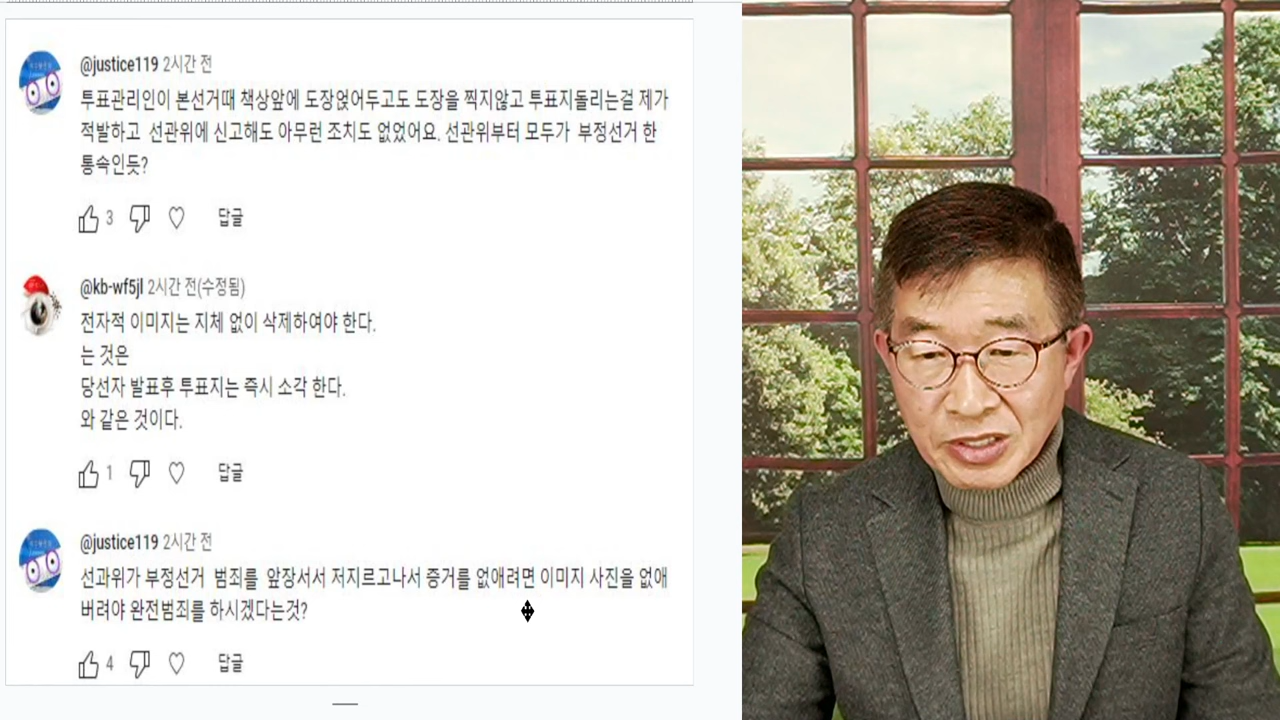 @justice119 2시간 전
투표관리인이 본선거때 책상앞에 도장얹어두고도 도장을 찍지않고 투표지돌리는걸 제가
적발하고 선관위에 신고해도 아무런 조치도 없었어요. 선관위부터 모두가 부정선거 한
통속인듯?
3 답글
@kb-wf5jl 2시간 전(수정됨)
전자적 이미지는 지체 없이 삭제하여야 한다.
는 것은
당선자 발표후 투표지는 즉시 소각 한다.
와 같은 것이다.
1 답글
@justice119 2시간 전
선과위가 부정선거 범죄를 앞장서서 저지르고나서 증거를 없애려면 이미지 사진을 없애
버려야 완전범죄를 하시겠다는것?
4 답글